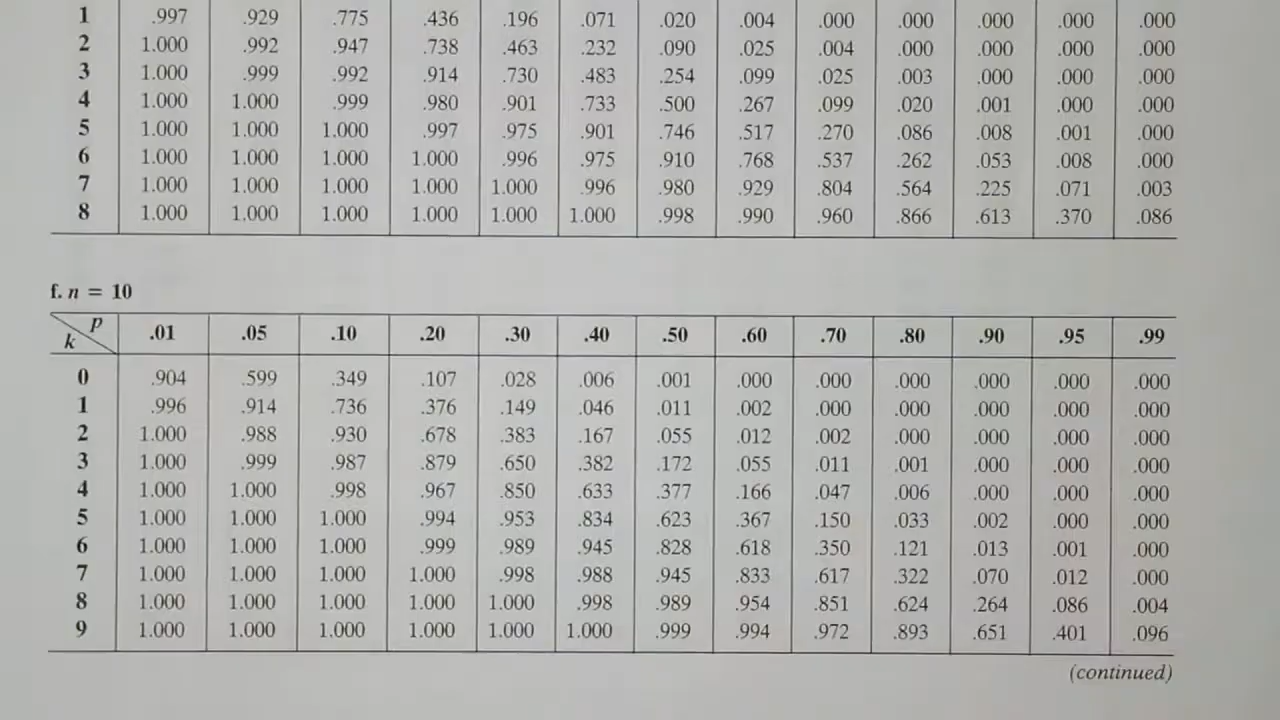 1 .997 .929 .775 .436 .196 .071 .020 .004 .000 .000 .000 .000 .000
2 1.000 .992 .947 .738 .463 .232 .090 .025 .004 .000 .000 .000 .000
3 1.000 .999 .992 .914 .730 .483 .254 .099 .025 .003 .000 .000 .000
4 1.000 1.000 .999 .980 .901 .733 .500 .267 .099 .020 .001 .000 .000
5 1.000 1.000 1.000 .997 .975 .901 .746 .517 .270 .086 .008 .001 .000
6 1.000 1.000 1.000 1.000 .996 .975 .910 .768 .537 .262 .053 .008 .000
7 1.000 1.000 1.000 1.000 1.000 .996 .980 .929 .804 .564 .225 .071 .003
8 1.000 1.000 1.000 1.000 1.000 1.000 .998 .990 .960 .866 .613 .370 .086
f. n = 10
k p .01 .05 .10 .20 .30 .40 .50 .60 .70 .80 .90 .95 .99
0 .904 .599 .349 .107 .028 .006 .001 .000 .000 .000 .000 .000 .000
1 .996 .914 .736 .376 .149 .046 .011 .002 .000 .000 .000 .000 .000
2 1.000 .988 .930 .678 .383 .167 .055 .012 .002 .000 .000 .000 .000
3 1.000 .999 .987 .879 .650 .382 .172 .055 .011 .001 .000 .000 .000
4 1.000 1.000 .998 .967 .850 .633 .377 .166 .047 .006 .000 .000 .000
5 1.000 1.000 1.000 .994 .953 .834 .623 .367 .150 .033 .002 .000 .000
6 1.000 1.000 1.000 .999 .989 .945 .828 .618 .350 .121 .013 .001 .000
7 1.000 1.000 1.000 1.000 .998 .988 .945 .833 .617 .322 .070 .012 .000
8 1.000 1.000 1.000 1.000 1.000 .998 .989 .954 .851 .624 .264 .086 .004
9 1.000 1.000 1.000 1.000 1.000 1.000 .999 .994 .972 .893 .651 .401 .096
(continued)